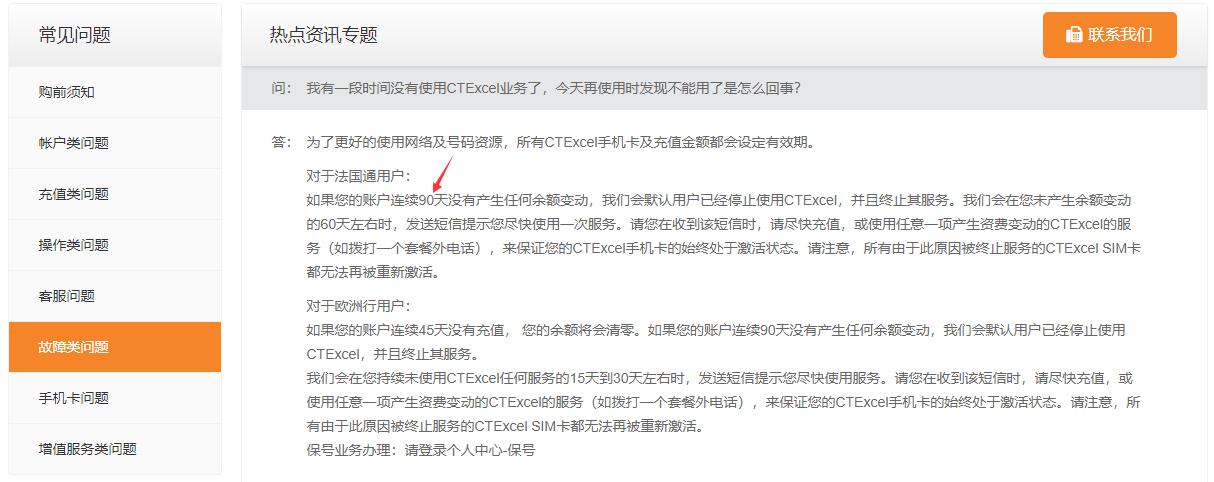 常见问题
购前须知
帐户类问题
充值类问题
操作类问题
客服问题
故障类问题
手机卡问题
增值服务类问题
热点资讯专题
联系我们
问： 我有一段时间没有使用CTExcel业务了，今天再使用时发现不能用了是怎么回事?
答： 为了更好的使用网络及号码资源，所有CTExcel手机卡及充值金额都会设定有效期。
对于法国通用户：
如果您的账户连续90天没有产生任何余额变动，我们会默认用户已经停止使用CTExcel，并且终止其服务。我们会在您未产生余额变动
的60天左右时，发送短信提示您尽快使用一次服务。请您在收到该短信时，请尽快充值，或使用任意一项产生资费变动的CTExcel的服
务（如拨打一个套餐外电话），来保证您的CTExcel手机卡的始终处于激活状态。请注意，所有由于此原因被终止服务的CTExcel SIM卡
都无法再被重新激活。
对于欧洲行用户：
如果您的账户连续45天没有充值， 您的余额将会清零。如果您的账户连续90天没有产生任何余额变动，我们会默认用户已经停止使用
CTExcel，并且终止其服务。
我们会在您持续未使用CTExcel任何服务的15天到30天左右时，发送短信提示您尽快使用服务。请您在收到该短信时，请尽快充值，或
使用任意一项产生资费变动的CTExcel的服务（如拨打一个套餐外电话），来保证您的CTExcel手机卡的始终处于激活状态。请注意，所
有由于此原因被终止服务的CTExcel SIM卡都无法再被重新激活。
保号业务办理：请登录个人中心-保号